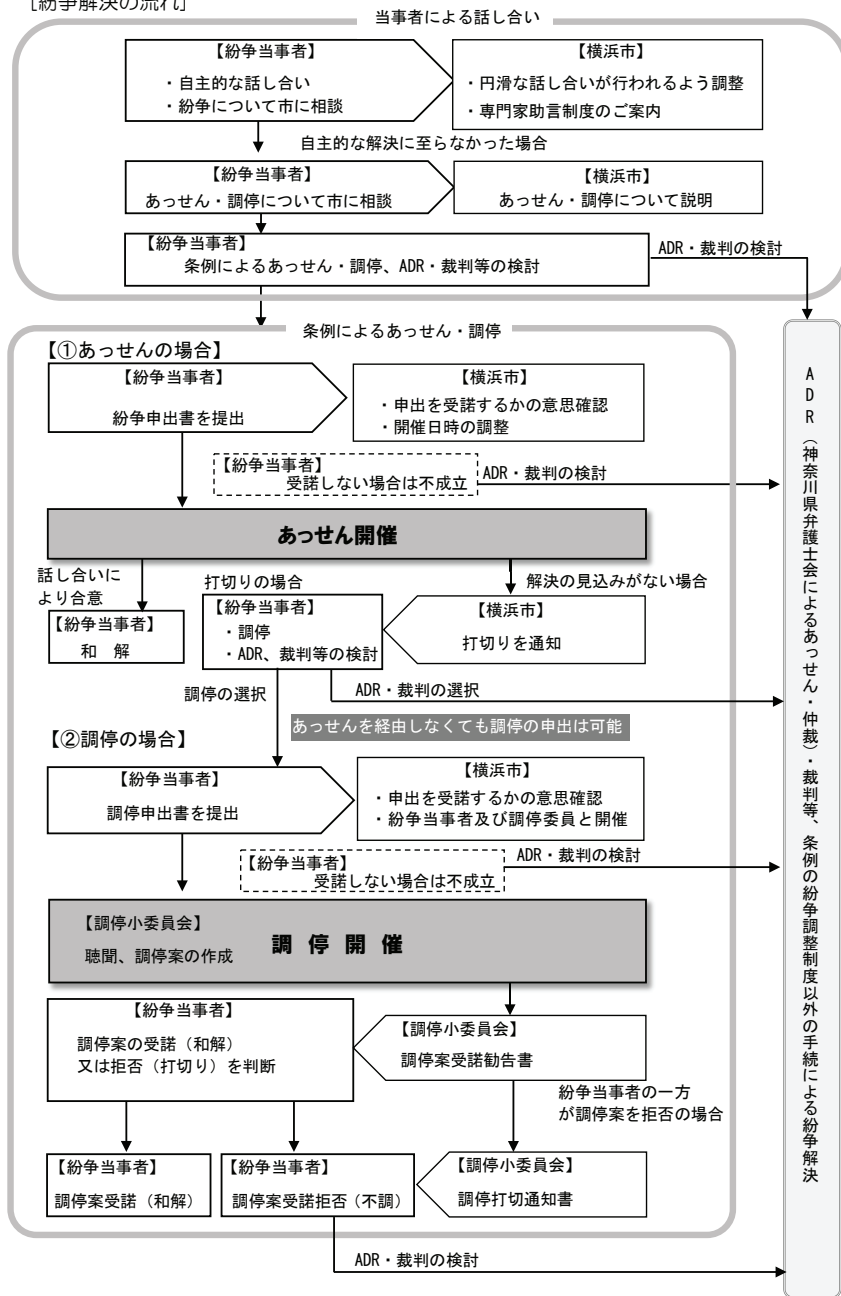 [紛争解決の流れ]
当事者による話し合い
【紛争当事者】
・自主的な話し合い
・紛争について市に相談
【横浜市】
・円滑な話し合いが行われるよう調整
・専門家助言制度のご案内
自主的な解決に至らなかった場合
【紛争当事者】
あっせん・調停について市に相談
【横浜市】
あっせん・調停について説明
【紛争当事者】
条例によるあっせん・調停、ADR・裁判等の検討
ADR・裁判の検討
条例によるあっせん・調停
【①あっせんの場合】
【紛争当事者】
紛争申出書を提出
【横浜市】
・申出を受諾するかの意思確認
・開催日時の調整
【紛争当事者】
受諾しない場合は不成立
ADR・裁判の検討
あっせん開催
話し合いに
より合意
【紛争当事者】
和　解
打切りの場合
【紛争当事者】
・調停
・ADR、裁判等の検討
解決の見込みがない場合
【横浜市】
打切りを通知
調停の選択
ADR・裁判の選択
あっせんを経由しなくても調停の申出は可能
【②調停の場合】
【紛争当事者】
調停申出書を提出
【横浜市】
・申出を受諾するかの意思確認
・紛争当事者及び調停委員と開催
【紛争当事者】
受諾しない場合は不成立
ADR・裁判の検討
【調停小委員会】
聴聞、調停案の作成
調 停 開 催
【紛争当事者】
調停案の受諾（和解）
又は拒否（打切り）を判断
【調停小委員会】
調停案受諾勧告書
紛争当事者の一方
が調停案を拒否の場合
【紛争当事者】
調停案受諾（和解）
【紛争当事者】
調停案受諾拒否（不調）
【調停小委員会】
調停打切通知書
ADR・裁判の検討
ADR（神奈川県弁護士会によるあっせん・仲裁）・裁判等、条例の紛争調整制度以外の手続による紛争解決